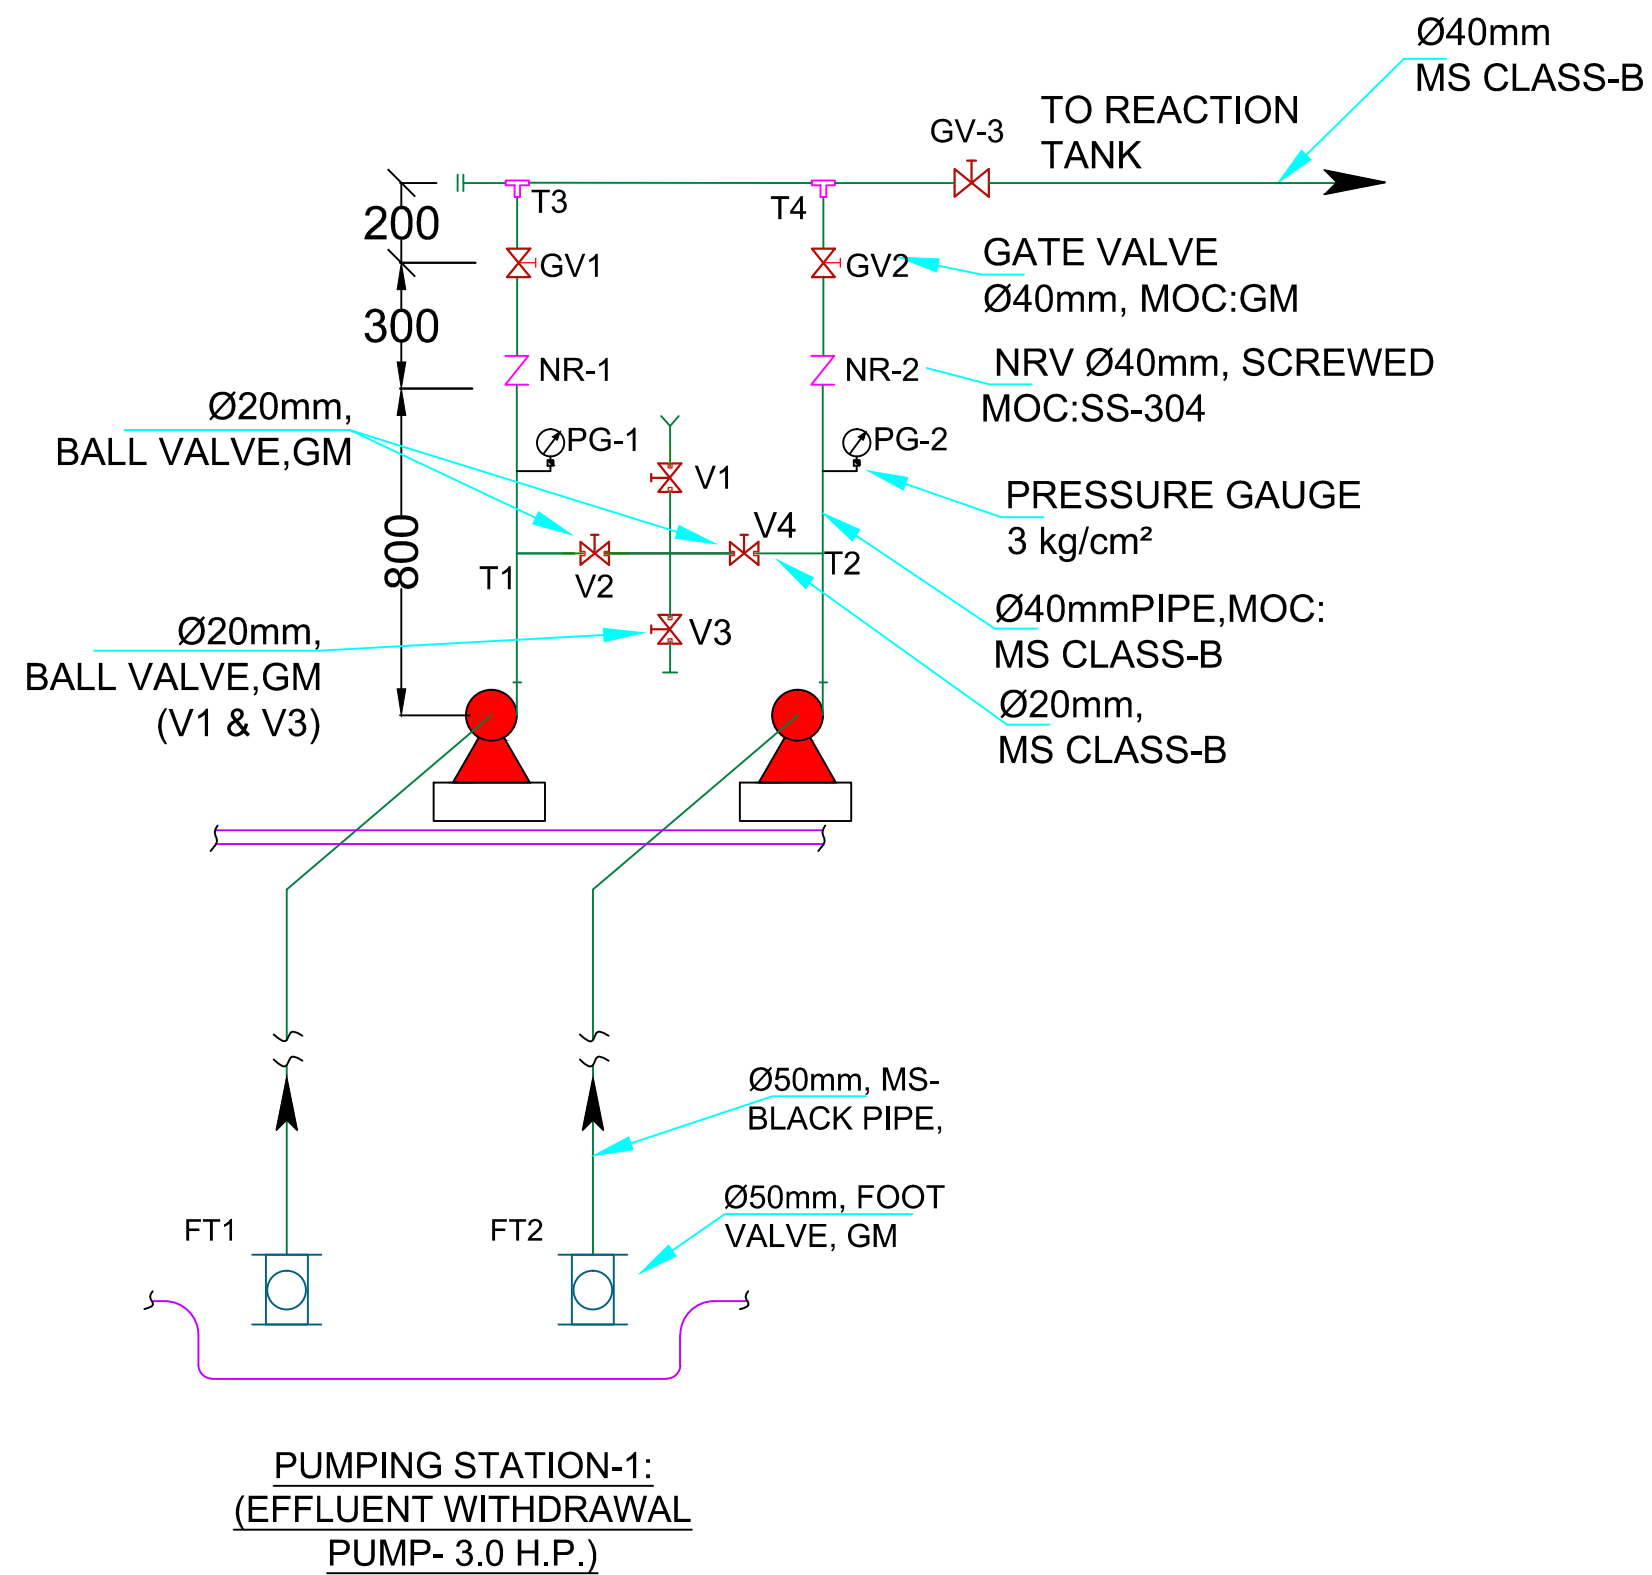 Ø40mm
MS CLASS-B
TO REACTION
TANK
GV-3
T3
T4
200
GV1
GV2
GATE VALVE
Ø40mm, MOC:GM
300
NR-1
NR-2
NRV Ø40mm, SCREWED
MOC:SS-304
Ø20mm,
BALL VALVE,GM
PG-1
PG-2
V1
PRESSURE GAUGE
3 kg/cm²
800
V4
T1
V2
T2
Ø40mmPIPE,MOC:
MS CLASS-B
Ø20mm,
BALL VALVE,GM
(V1 & V3)
V3
Ø20mm,
MS CLASS-B
Ø50mm, MS-
BLACK PIPE,
Ø50mm, FOOT
VALVE, GM
FT1
FT2
PUMPING STATION-1:
(EFFLUENT WITHDRAWAL
PUMP- 3.0 H.P.)